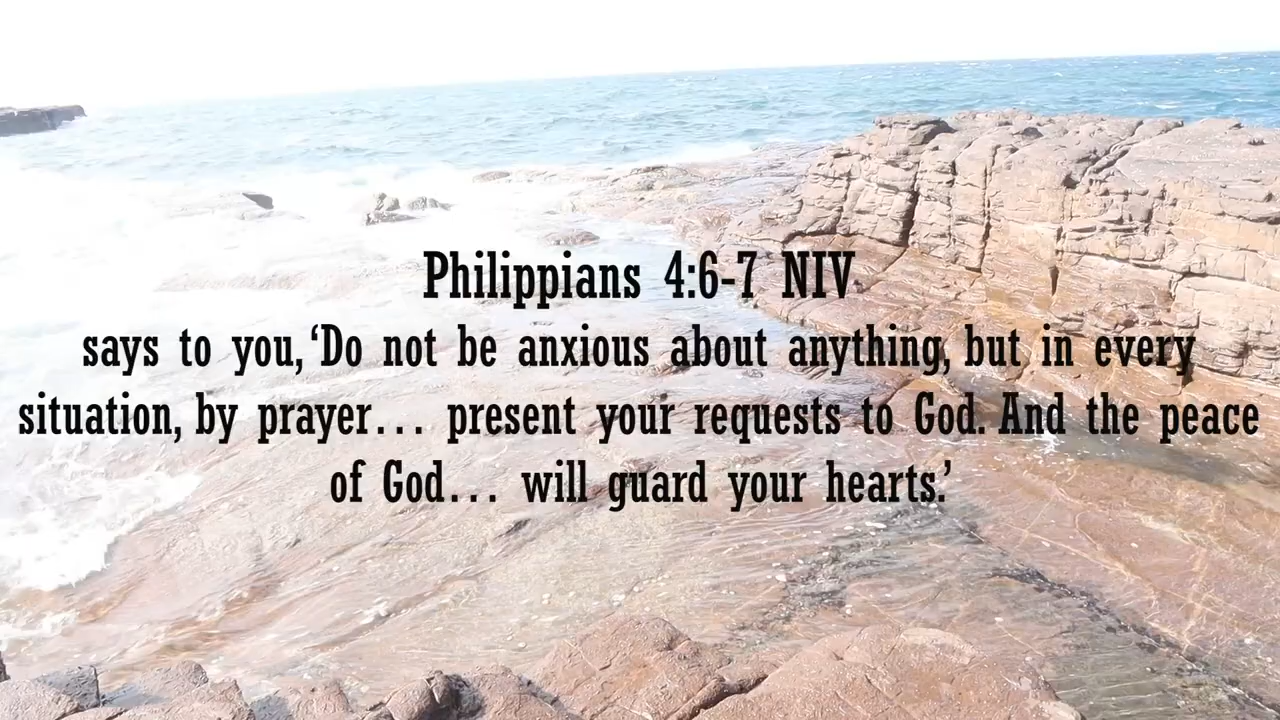 Philippians 4:6-7 NIV
says to you, ‘Do not be anxious about anything, but in every
situation, by prayer... present your requests to God. And the peace
of God... will guard your hearts.’